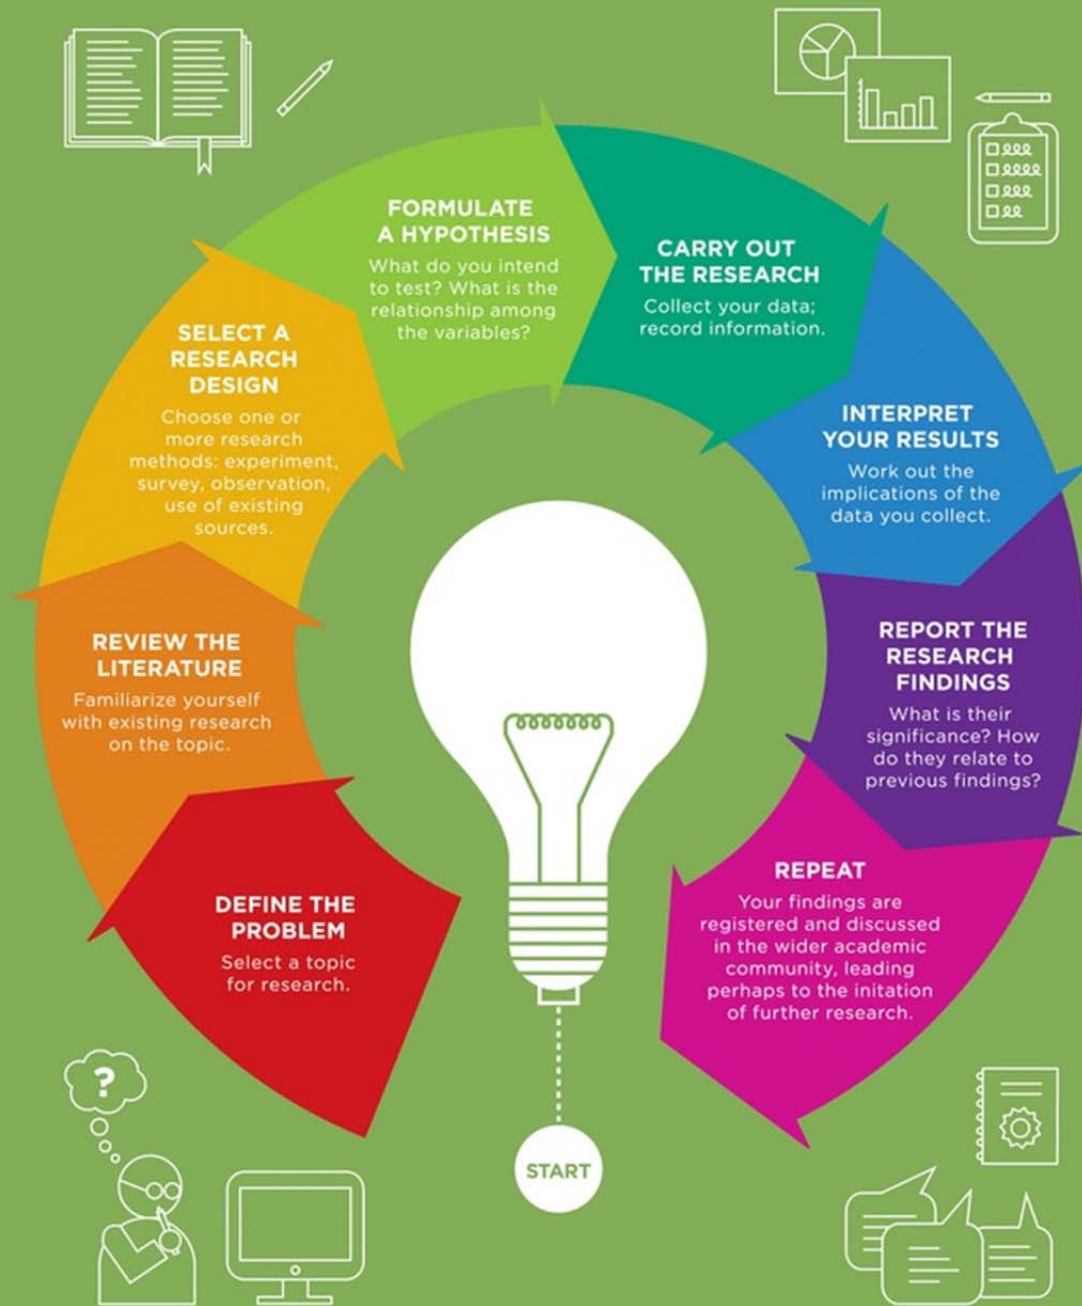 DEFINE THE
PROBLEM
Select a topic
for research.
REVIEW THE
LITERATURE
Familiarize yourself
with existing research
on the topic.
SELECT A
RESEARCH
DESIGN
Choose one or
more research
methods: experiment,
survey, observation,
use of existing
sources.
FORMULATE
A HYPOTHESIS
What do you intend
to test? What is the
relationship among
the variables?
CARRY OUT
THE RESEARCH
Collect your data;
record information.
INTERPRET
YOUR RESULTS
Work out the
implications of the
data you collect.
REPORT THE
RESEARCH
FINDINGS
What is their
significance? How
do they relate to
previous findings?
REPEAT
Your findings are
registered and discussed
in the wider academic
community, leading
perhaps to the initation
of further research.
START
?